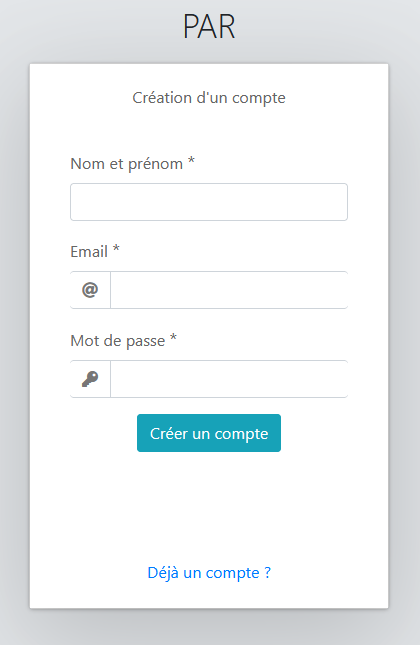 PAR
Création d'un compte
Nom et prénom *
Email *
@
Mot de passe *
Créer un compte
Déjà un compte ?